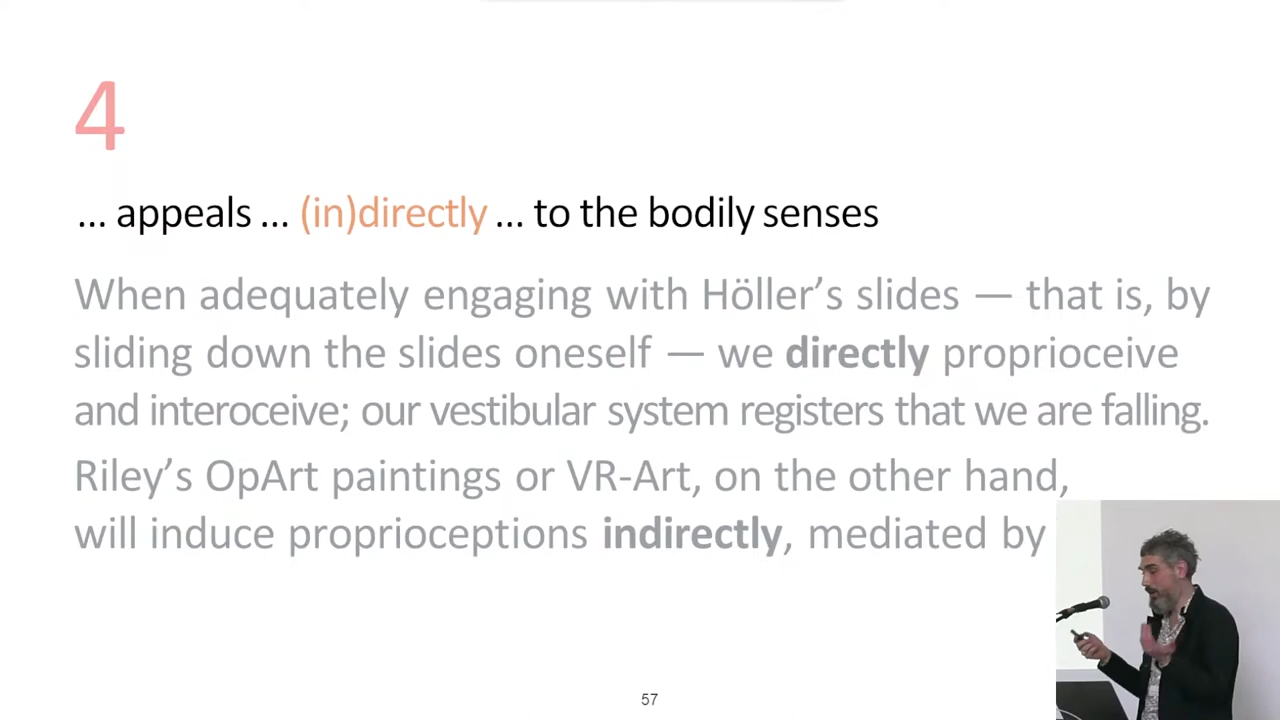 4
... appeals ... (in)directly ... to the bodily senses
When adequately engaging with Höller’s slides — that is, by
sliding down the slides oneself — we directly proprioceive
and interoceive; our vestibular system registers that we are falling.
Riley’s OpArt paintings or VR-Art, on the other hand,
will induce proprioceptions indirectly, mediated by
57